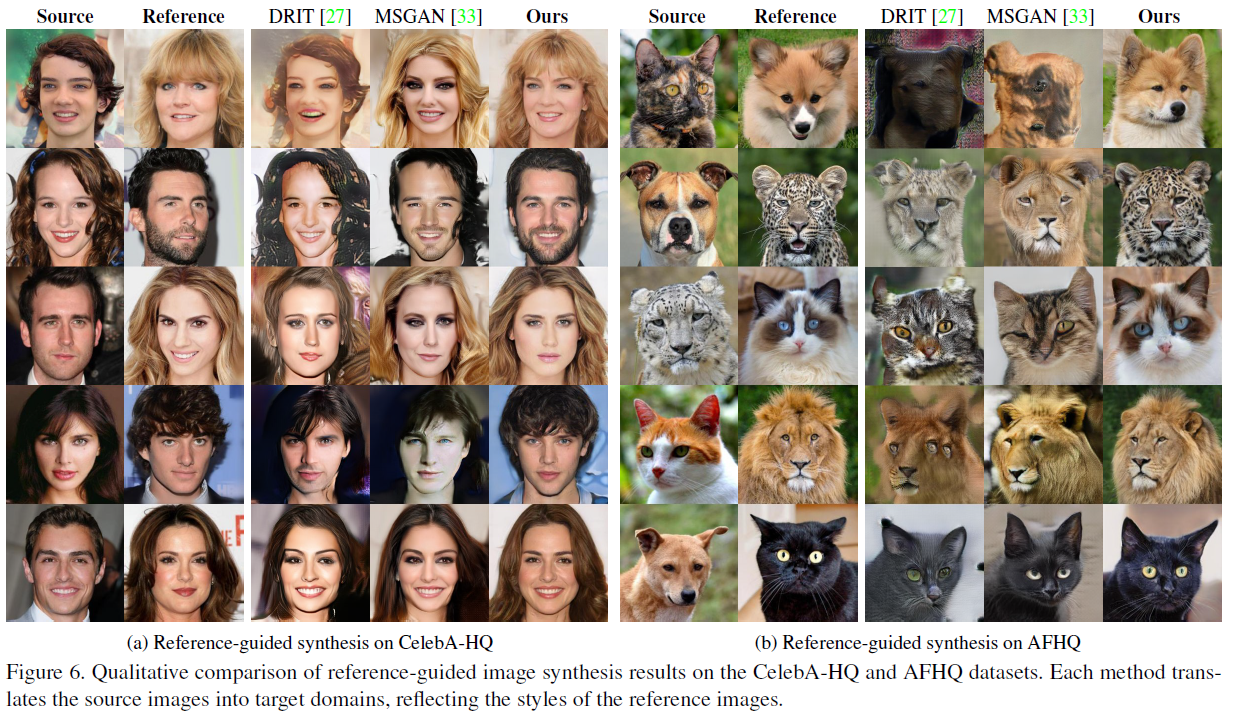 Source Reference DRIT [27] MSGAN [33] Ours
Source Reference DRIT [27] MSGAN [33] Ours
(a) Reference-guided synthesis on CelebA-HQ
(b) Reference-guided synthesis on AFHQ
Figure 6. Qualitative comparison of reference-guided image synthesis results on the CelebA-HQ and AFHQ datasets. Each method trans-
lates the source images into target domains, reflecting the styles of the reference images.